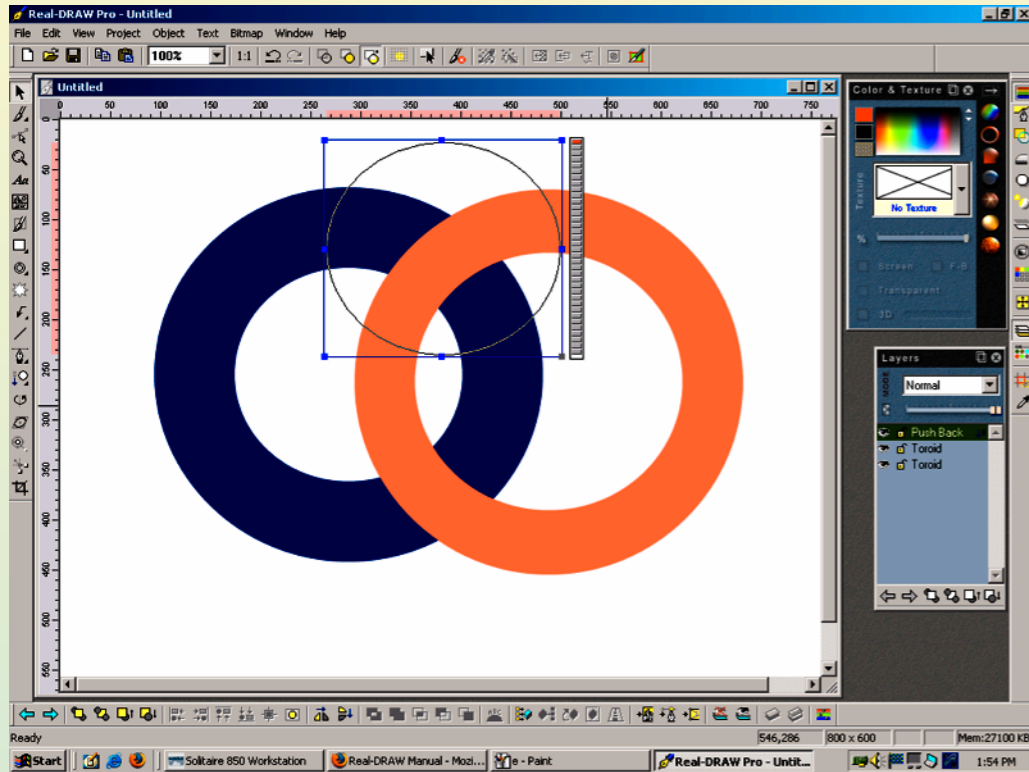 Real-DRAW Pro - Untitled
File Edit View Project Object Text Bitmap Window Help
100% 1:1
Untitled
0 50 100 150 200 250 300 350 400 450 500 550 600 650 700 750
0
50
100
150
200
250
300
350
400
450
500
550
Aa
Color & Texture
Texture
No Texture
%
Screen F-B
Transparent
3D
Layers
MODE
Normal
Push Back
Toroid
Toroid
ABC
Ready 546,286 800 x 600 Mem:27100 KB
Start Solitaire 850 Workstation Real-DRAW Manual - Mozi... e - Paint Real-DRAW Pro - Untit... 1:54 PM